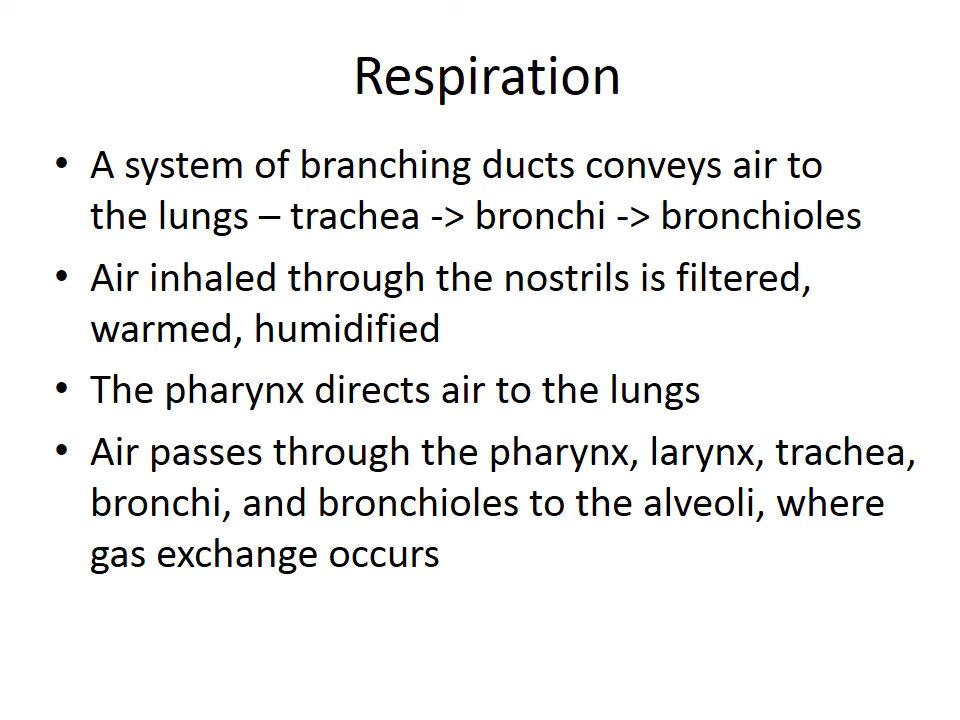 Respiration
• A system of branching ducts conveys air to
the lungs – trachea -> bronchi -> bronchioles
• Air inhaled through the nostrils is filtered,
warmed, humidified
• The pharynx directs air to the lungs
• Air passes through the pharynx, larynx, trachea,
bronchi, and bronchioles to the alveoli, where
gas exchange occurs